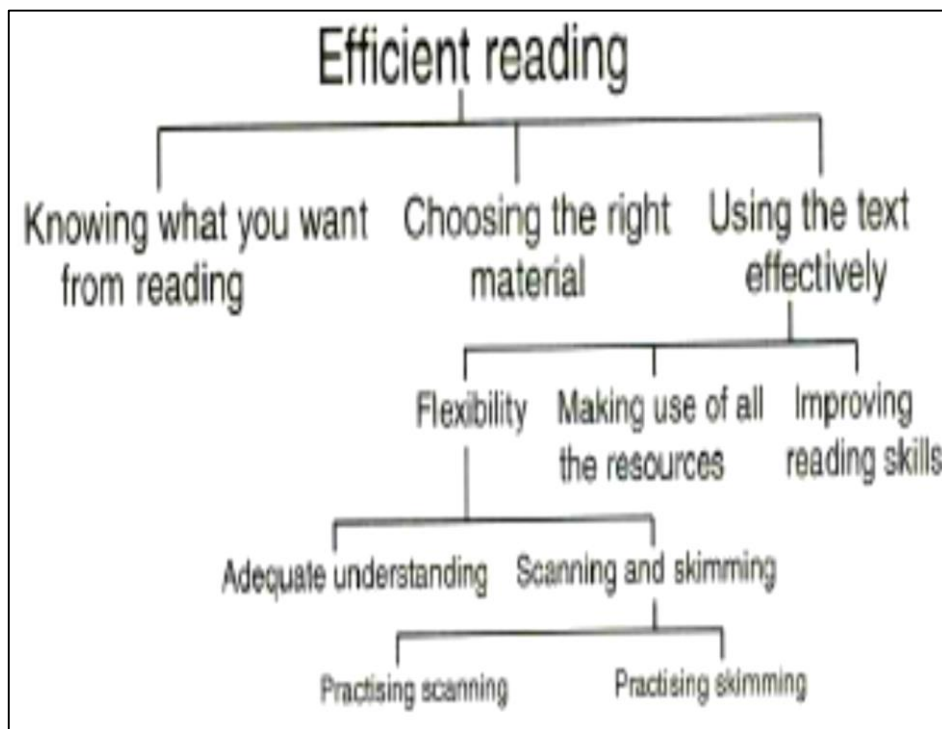 Efficient reading
Knowing what you want
from reading
Choosing the right
material
Using the text
effectively
Flexibility
Making use of all
the resources
Improving
reading skills
Adequate understanding
Scanning and skimming
Practising scanning
Practising skimming